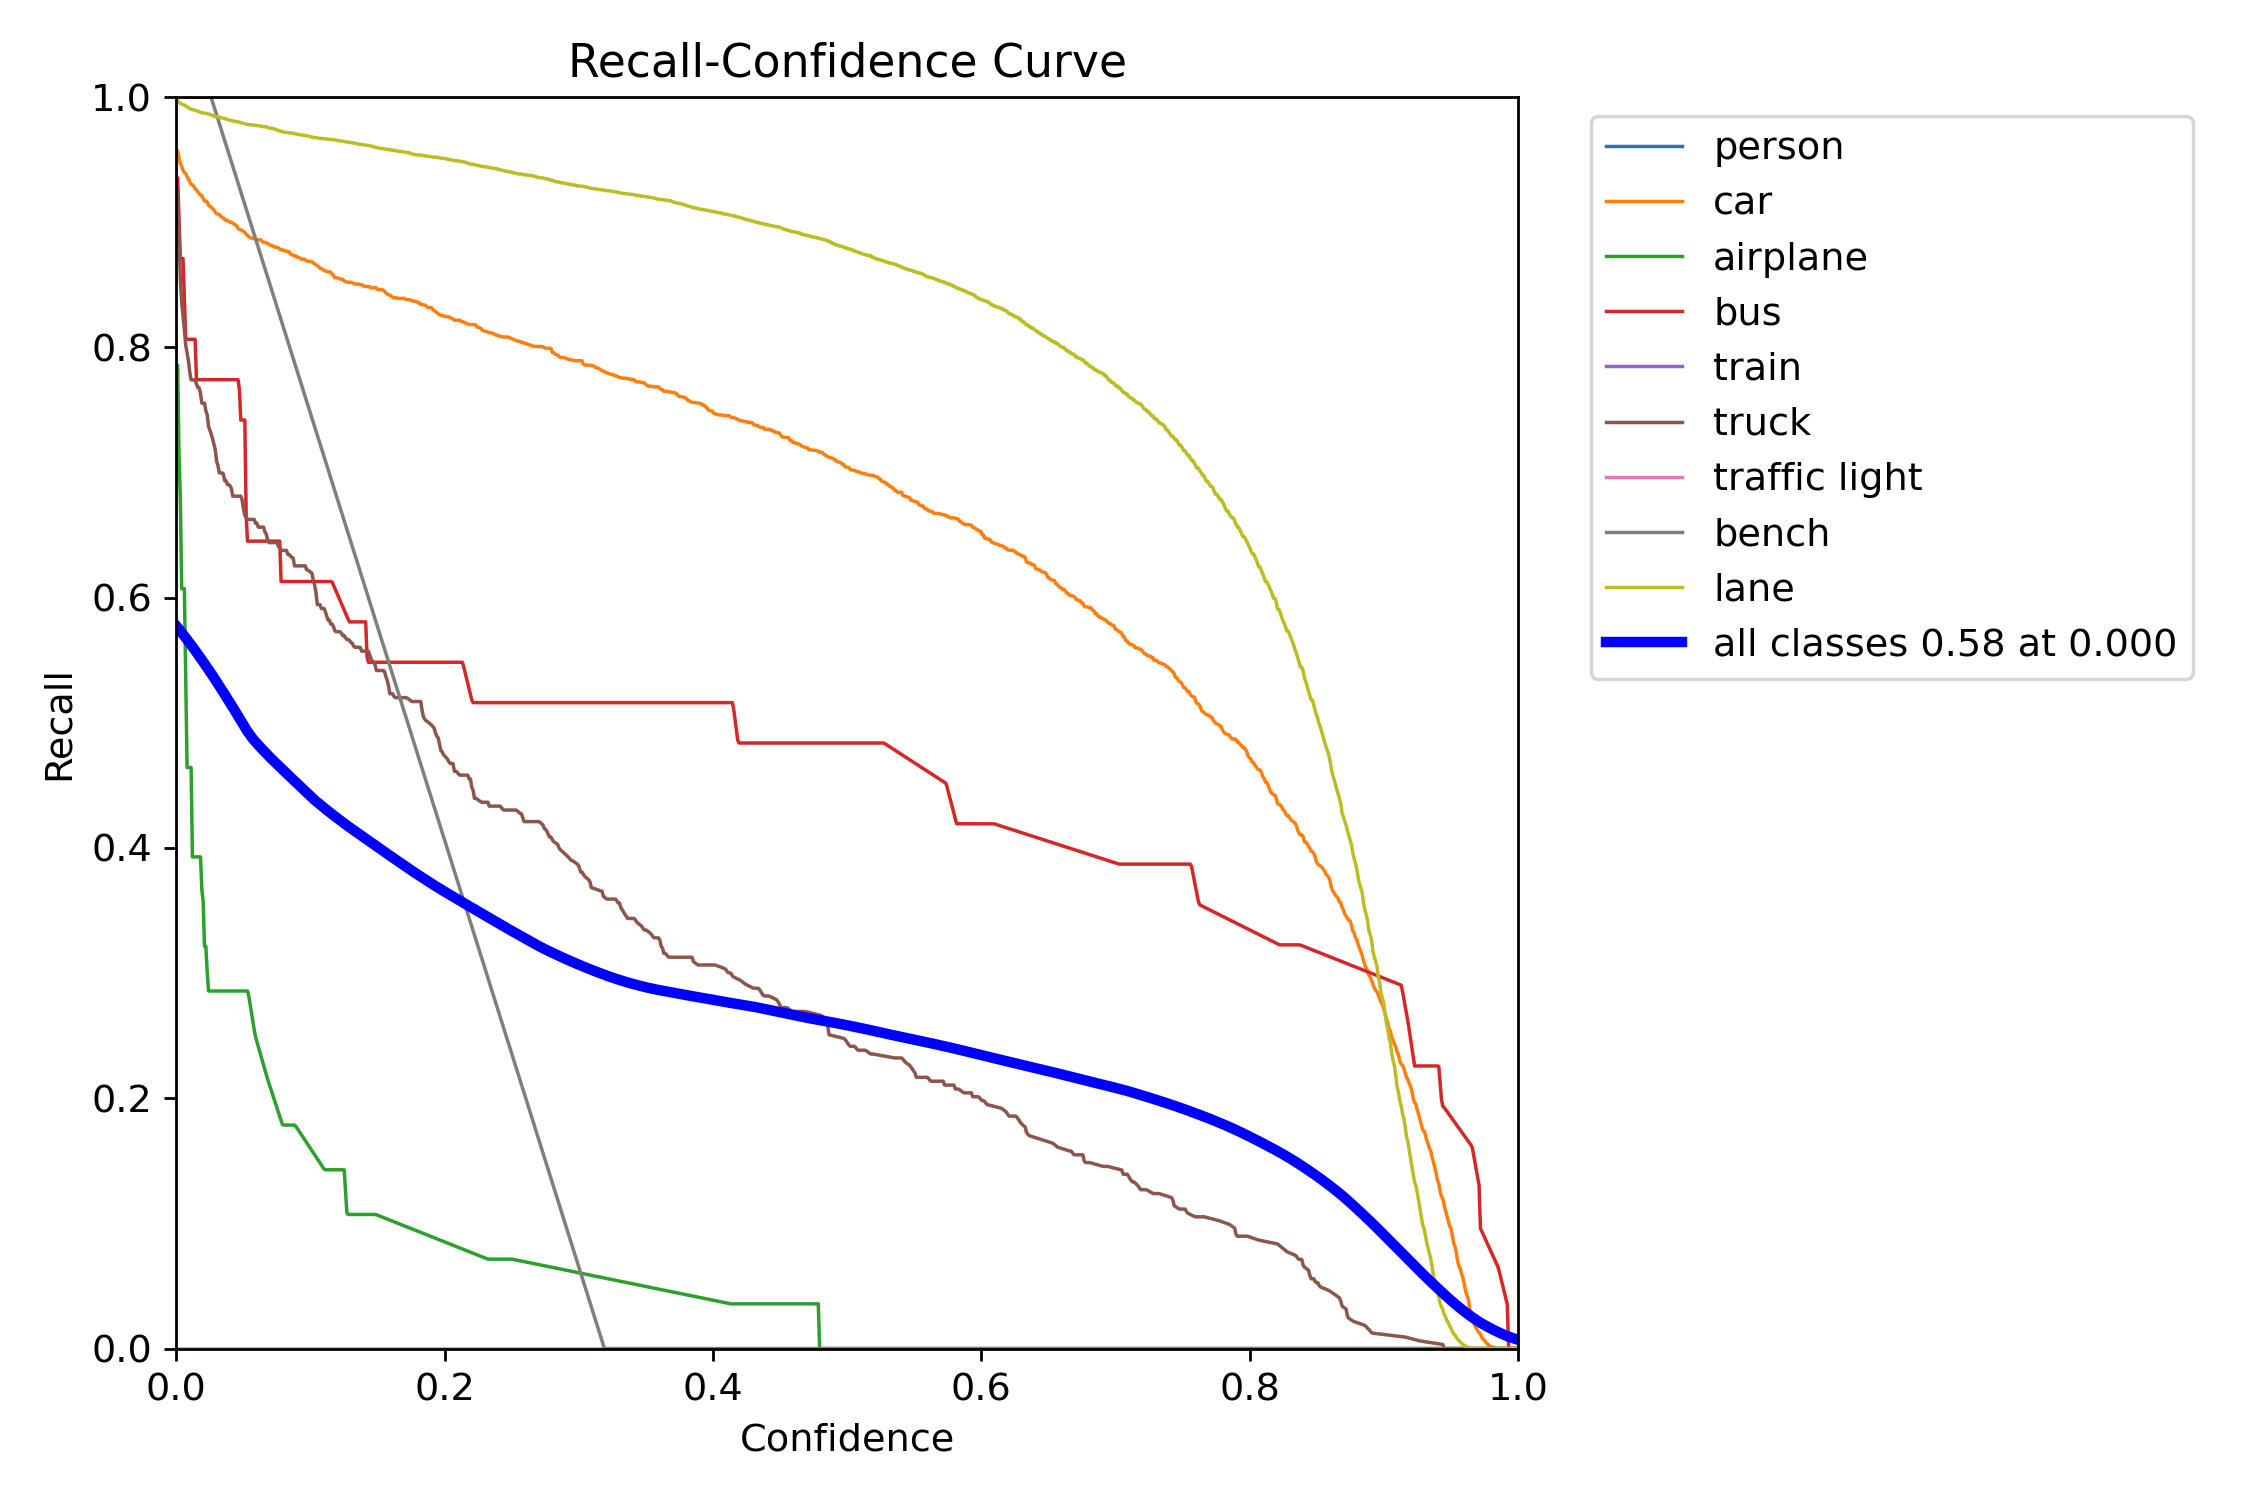 Recall-Confidence Curve
1.0
0.8
0.6
0.4
0.2
0.0
Recall
0.0 0.2 0.4 0.6 0.8 1.0
Confidence
person
car
airplane
bus
train
truck
traffic light
bench
lane
all classes 0.58 at 0.000